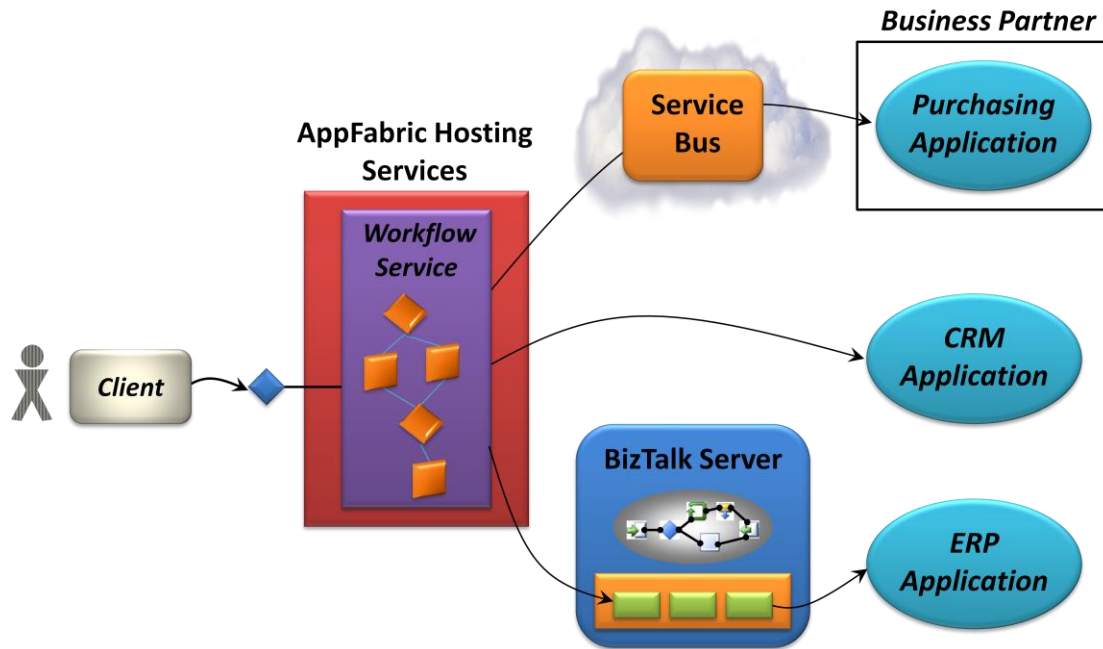 Business Partner
Purchasing
Application
Service
Bus
AppFabric Hosting
Services
Workflow
Service
Client
CRM
Application
BizTalk Server
ERP
Application